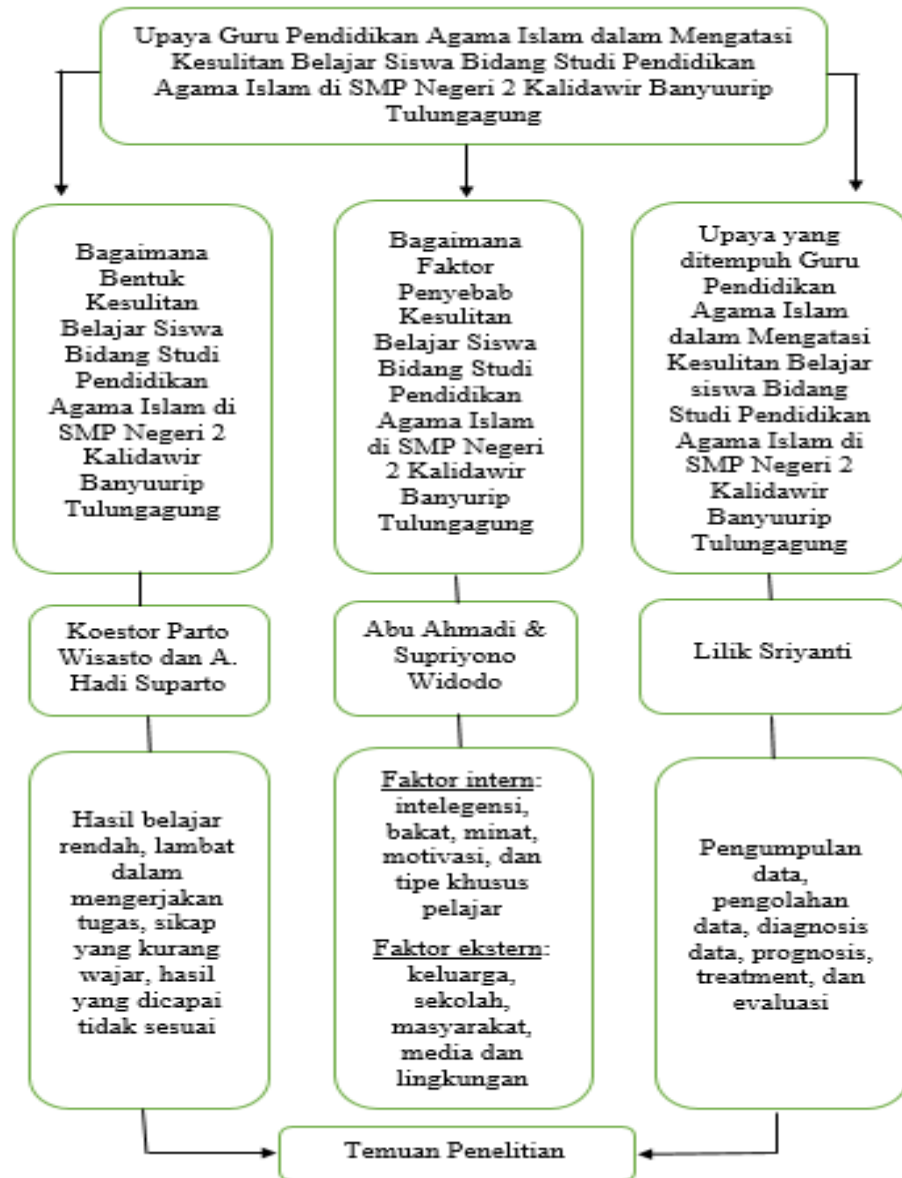 Upaya Guru Pendidikan Agama Islam dalam Mengatasi
Kesulitan Belajar Siswa Bidang Studi Pendidikan
Agama Islam di SMP Negeri 2 Kalidawir Banyuurip
Tulungagung
Bagaimana
Bentuk
Kesulitan
Belajar Siswa
Bidang Studi
Pendidikan
Agama Islam di
SMP Negeri 2
Kalidawir
Banyuurip
Tulungagung
Bagaimana
Faktor
Penyebab
Kesulitan
Belajar Siswa
Bidang Studi
Pendidikan
Agama Islam
di SMP Negeri
2 Kalidawir
Banyurip
Tulungagung
Upaya yang
ditempuh Guru
Pendidikan
Agama Islam
dalam Mengatasi
Kesulitan Belajar
siswa Bidang
Studi Pendidikan
Agama Islam di
SMP Negeri 2
Kalidawir
Banyuurip
Tulungagung
Koestor Parto
Wisasto dan A.
Hadi Suparto
Abu Ahmadi &
Supriyono
Widodo
Lilik Sriyanti
Hasil belajar
rendah, lambat
dalam
mengerjakan
tugas, sikap
yang kurang
wajar, hasil
yang dicapai
tidak sesuai
Faktor intern:
intelegensi,
bakat, minat,
motivasi, dan
tipe khusus
pelajar
Faktor ekstern:
keluarga,
sekolah,
masyarakat,
media dan
lingkungan
Pengumpulan
data,
pengolahan
data, diagnosis
data, prognosis,
treatment, dan
evaluasi
Temuan Penelitian